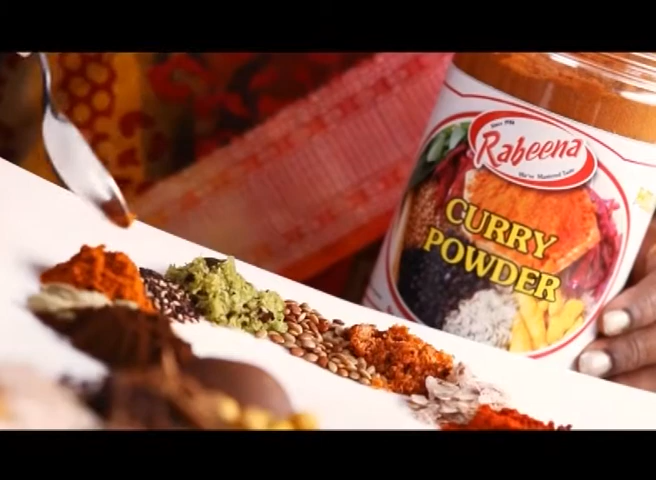 Since 1986
Rabeena
We've Mastered Taste
CURRY
POWDER